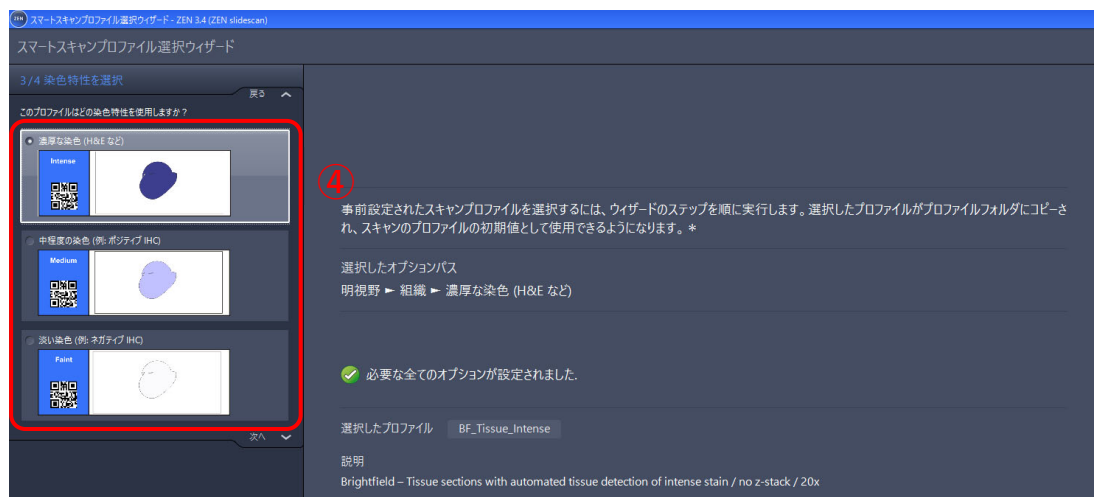 ZEN スマートスキャンプロファイル選択ウィザード - ZEN 3.4 (ZEN slidescan)
スマートスキャンプロファイル選択ウィザード
3/4 染色特性を選択
戻る
このプロファイルはどの染色特性を使用しますか？
濃厚な染色 (H&E など)
Intense
中程度の染色 (例: ポジティブ IHC)
Medium
淡い染色 (例: ネガティブ IHC)
Faint
次へ
④
事前設定されたスキャンプロファイルを選択するには、ウィザードのステップを順に実行します。選択したプロファイルがプロファイルフォルダにコピーさ
れ、スキャンのプロファイルの初期値として使用できるようになります。*
選択したオプションパス
明視野 ► 組織 ► 濃厚な染色 (H&E など)
必要な全てのオプションが設定されました.
選択したプロファイル BF_Tissue_Intense
説明
Brightfield – Tissue sections with automated tissue detection of intense stain / no z-stack / 20x